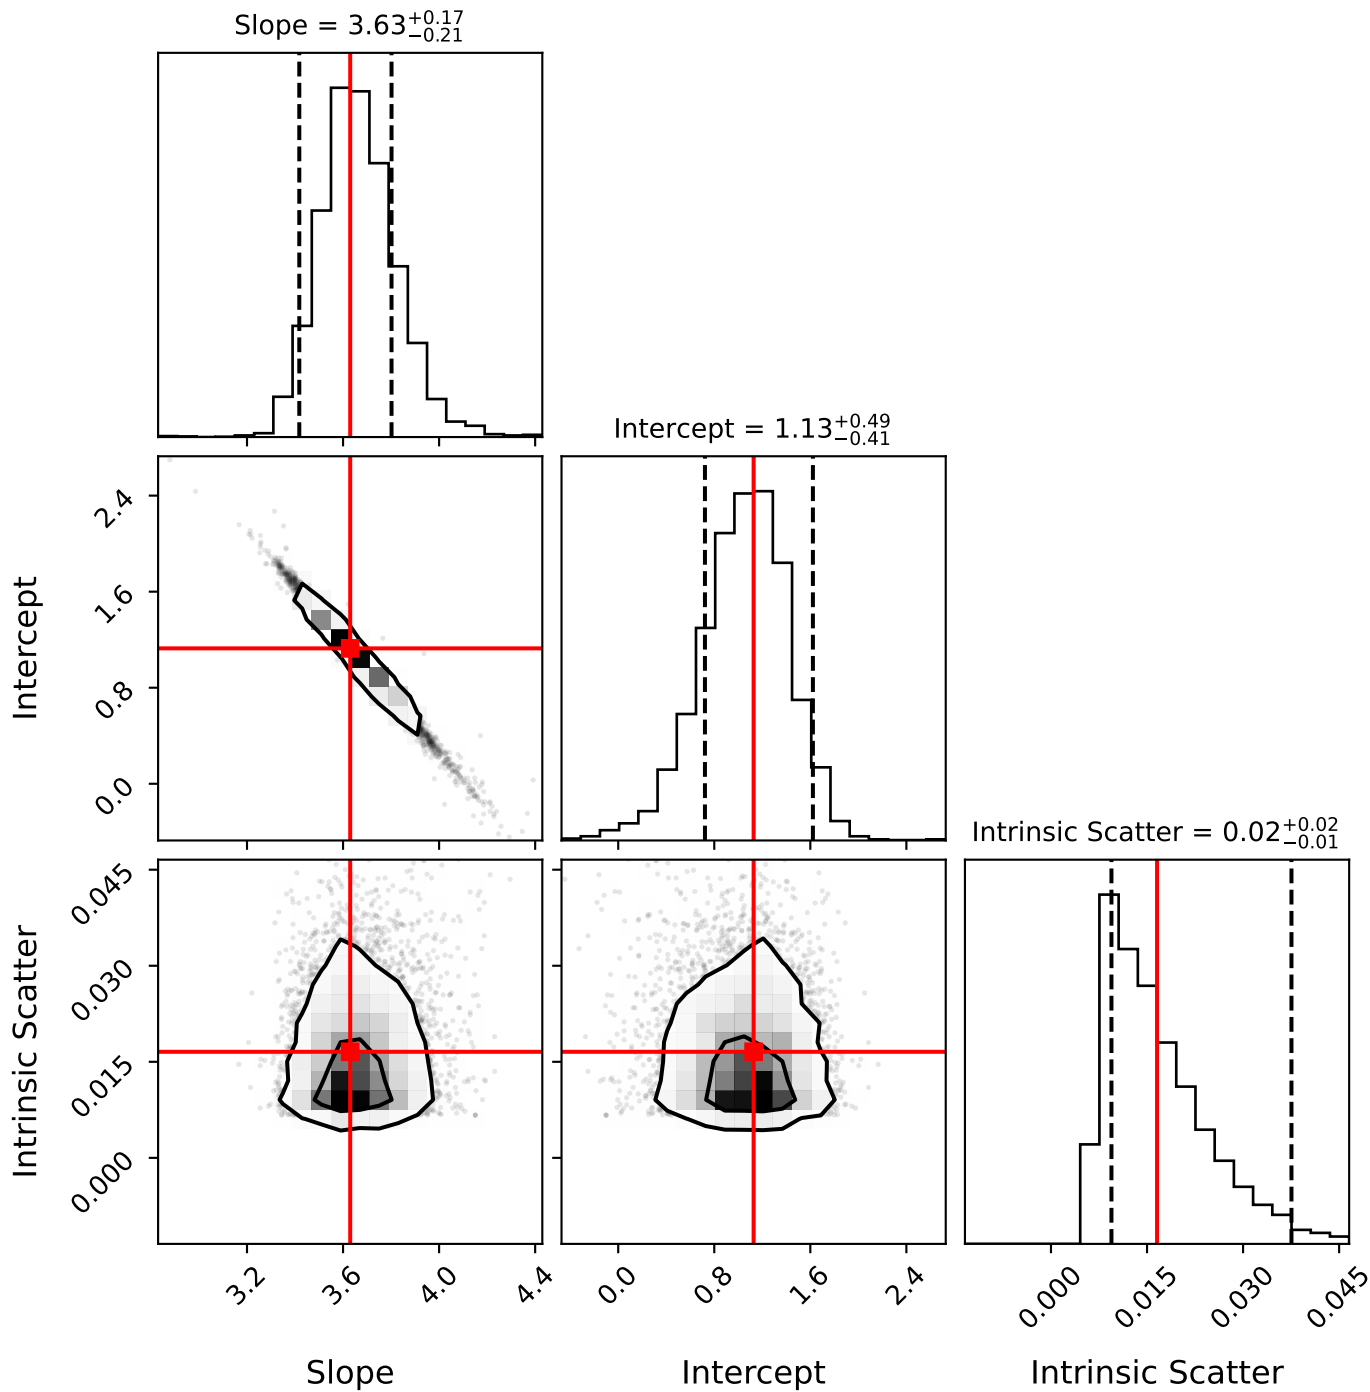 Slope = 3.63^{+0.17}_{-0.21}
Intercept = 1.13^{+0.49}_{-0.41}
Intercept
2.4
1.6
0.8
0.0
Intrinsic Scatter = 0.02^{+0.02}_{-0.01}
Intrinsic Scatter
0.045
0.030
0.015
0.000
3.2 3.6 4.0 4.4
0.0 0.8 1.6 2.4
0.000 0.015 0.030 0.045
Slope
Intercept
Intrinsic Scatter